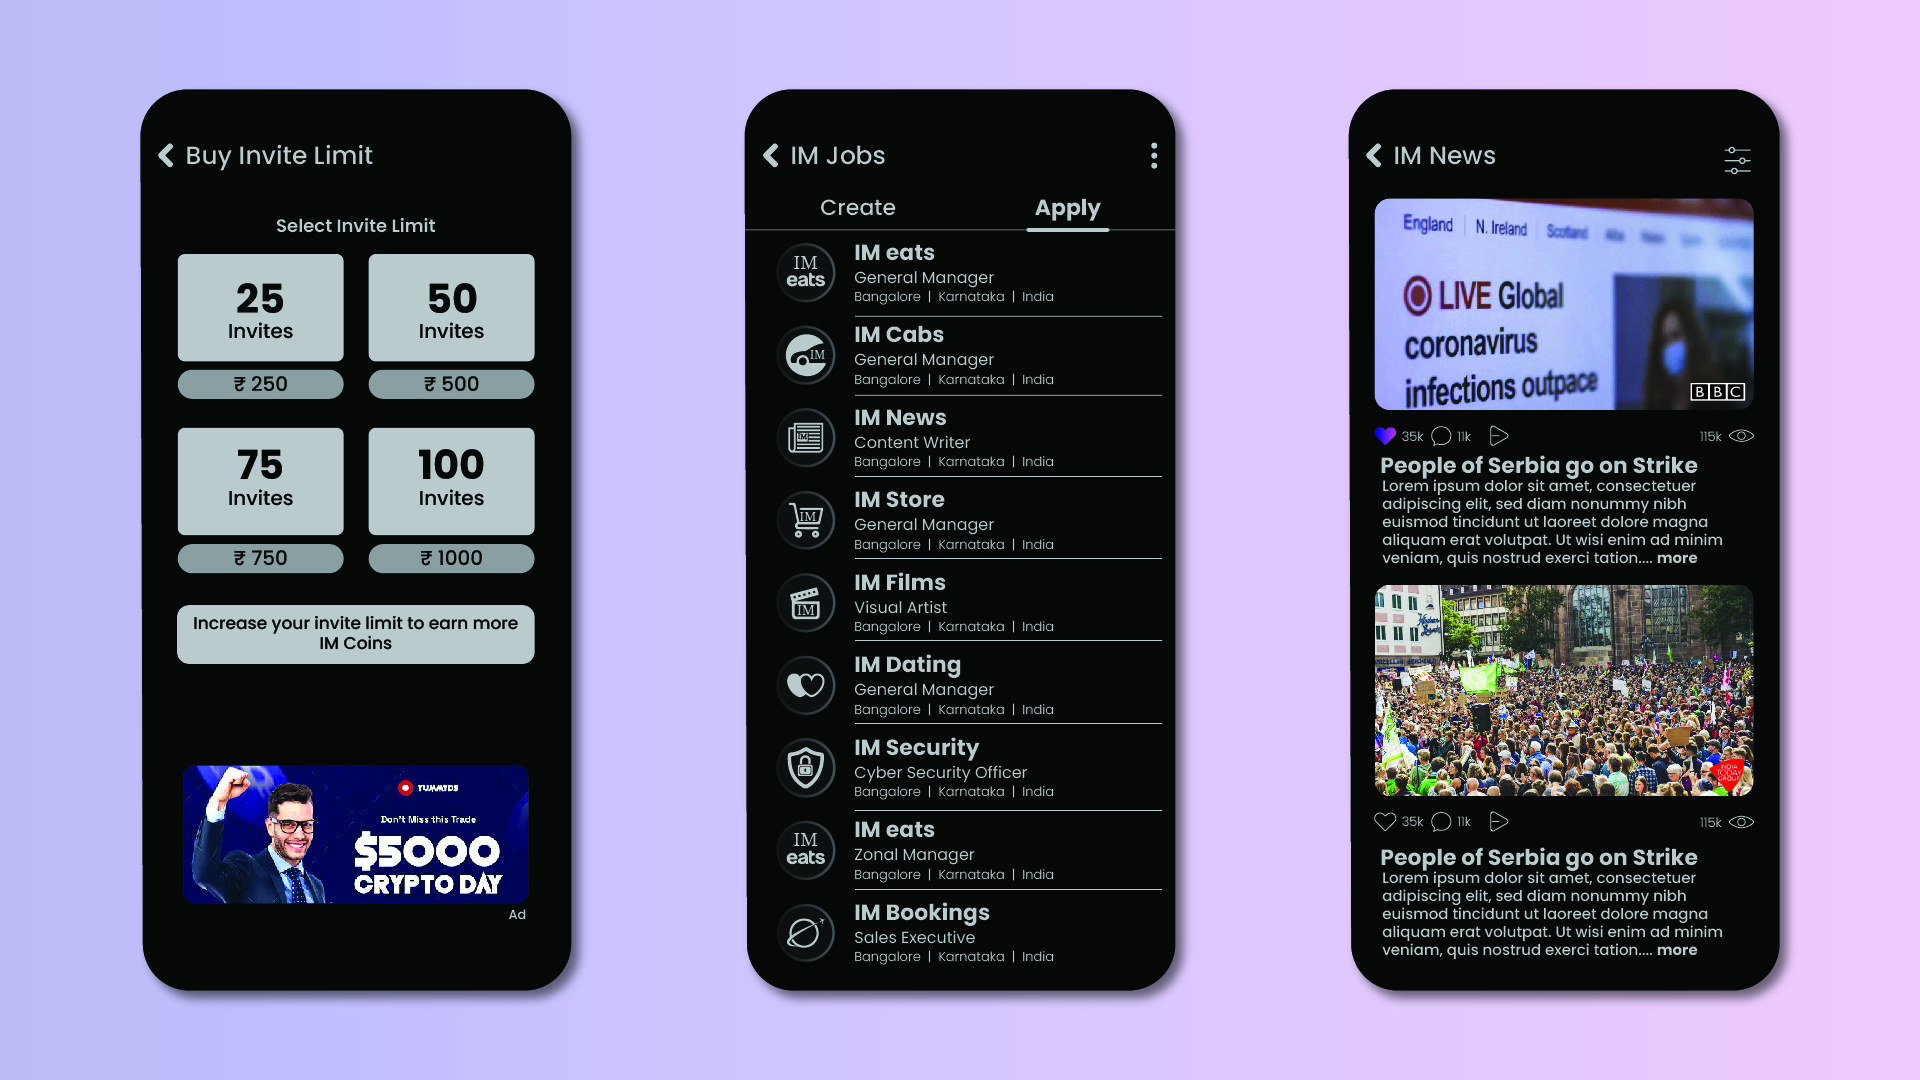 Buy Invite Limit
Select Invite Limit
25
Invites
50
Invites
₹ 250
₹ 500
75
Invites
100
Invites
₹ 750
₹ 1000
Increase your invite limit to earn more
IM Coins
Don't Miss this Trade
$5000
CRYPTO DAY
Ad
IM Jobs
Create
Apply
IM
eats
IM eats
General Manager
Bangalore | Karnataka | India
IM
IM Cabs
General Manager
Bangalore | Karnataka | India
IM
IM News
Content Writer
Bangalore | Karnataka | India
IM
IM Store
General Manager
Bangalore | Karnataka | India
IM
IM Films
Visual Artist
Bangalore | Karnataka | India
IM Dating
General Manager
Bangalore | Karnataka | India
IM Security
Cyber Security Officer
Bangalore | Karnataka | India
IM
eats
IM eats
Zonal Manager
Bangalore | Karnataka | India
IM Bookings
Sales Executive
Bangalore | Karnataka | India
IM News
England N. Ireland Scotland
LIVE Global
coronavirus
infections outpace
BBC
35k 11k 115k
People of Serbia go on Strike
Lorem ipsum dolor sit amet, consectetuer
adipiscing elit, sed diam nonummy nibh
euismod tincidunt ut laoreet dolore magna
aliquam erat volutpat. Ut wisi enim ad minim
veniam, quis nostrud exerci tation.... more
INDIA
TODAY
GROUP
35k 11k 115k
People of Serbia go on Strike
Lorem ipsum dolor sit amet, consectetuer
adipiscing elit, sed diam nonummy nibh
euismod tincidunt ut laoreet dolore magna
aliquam erat volutpat. Ut wisi enim ad minim
veniam, quis nostrud exerci tation.... more